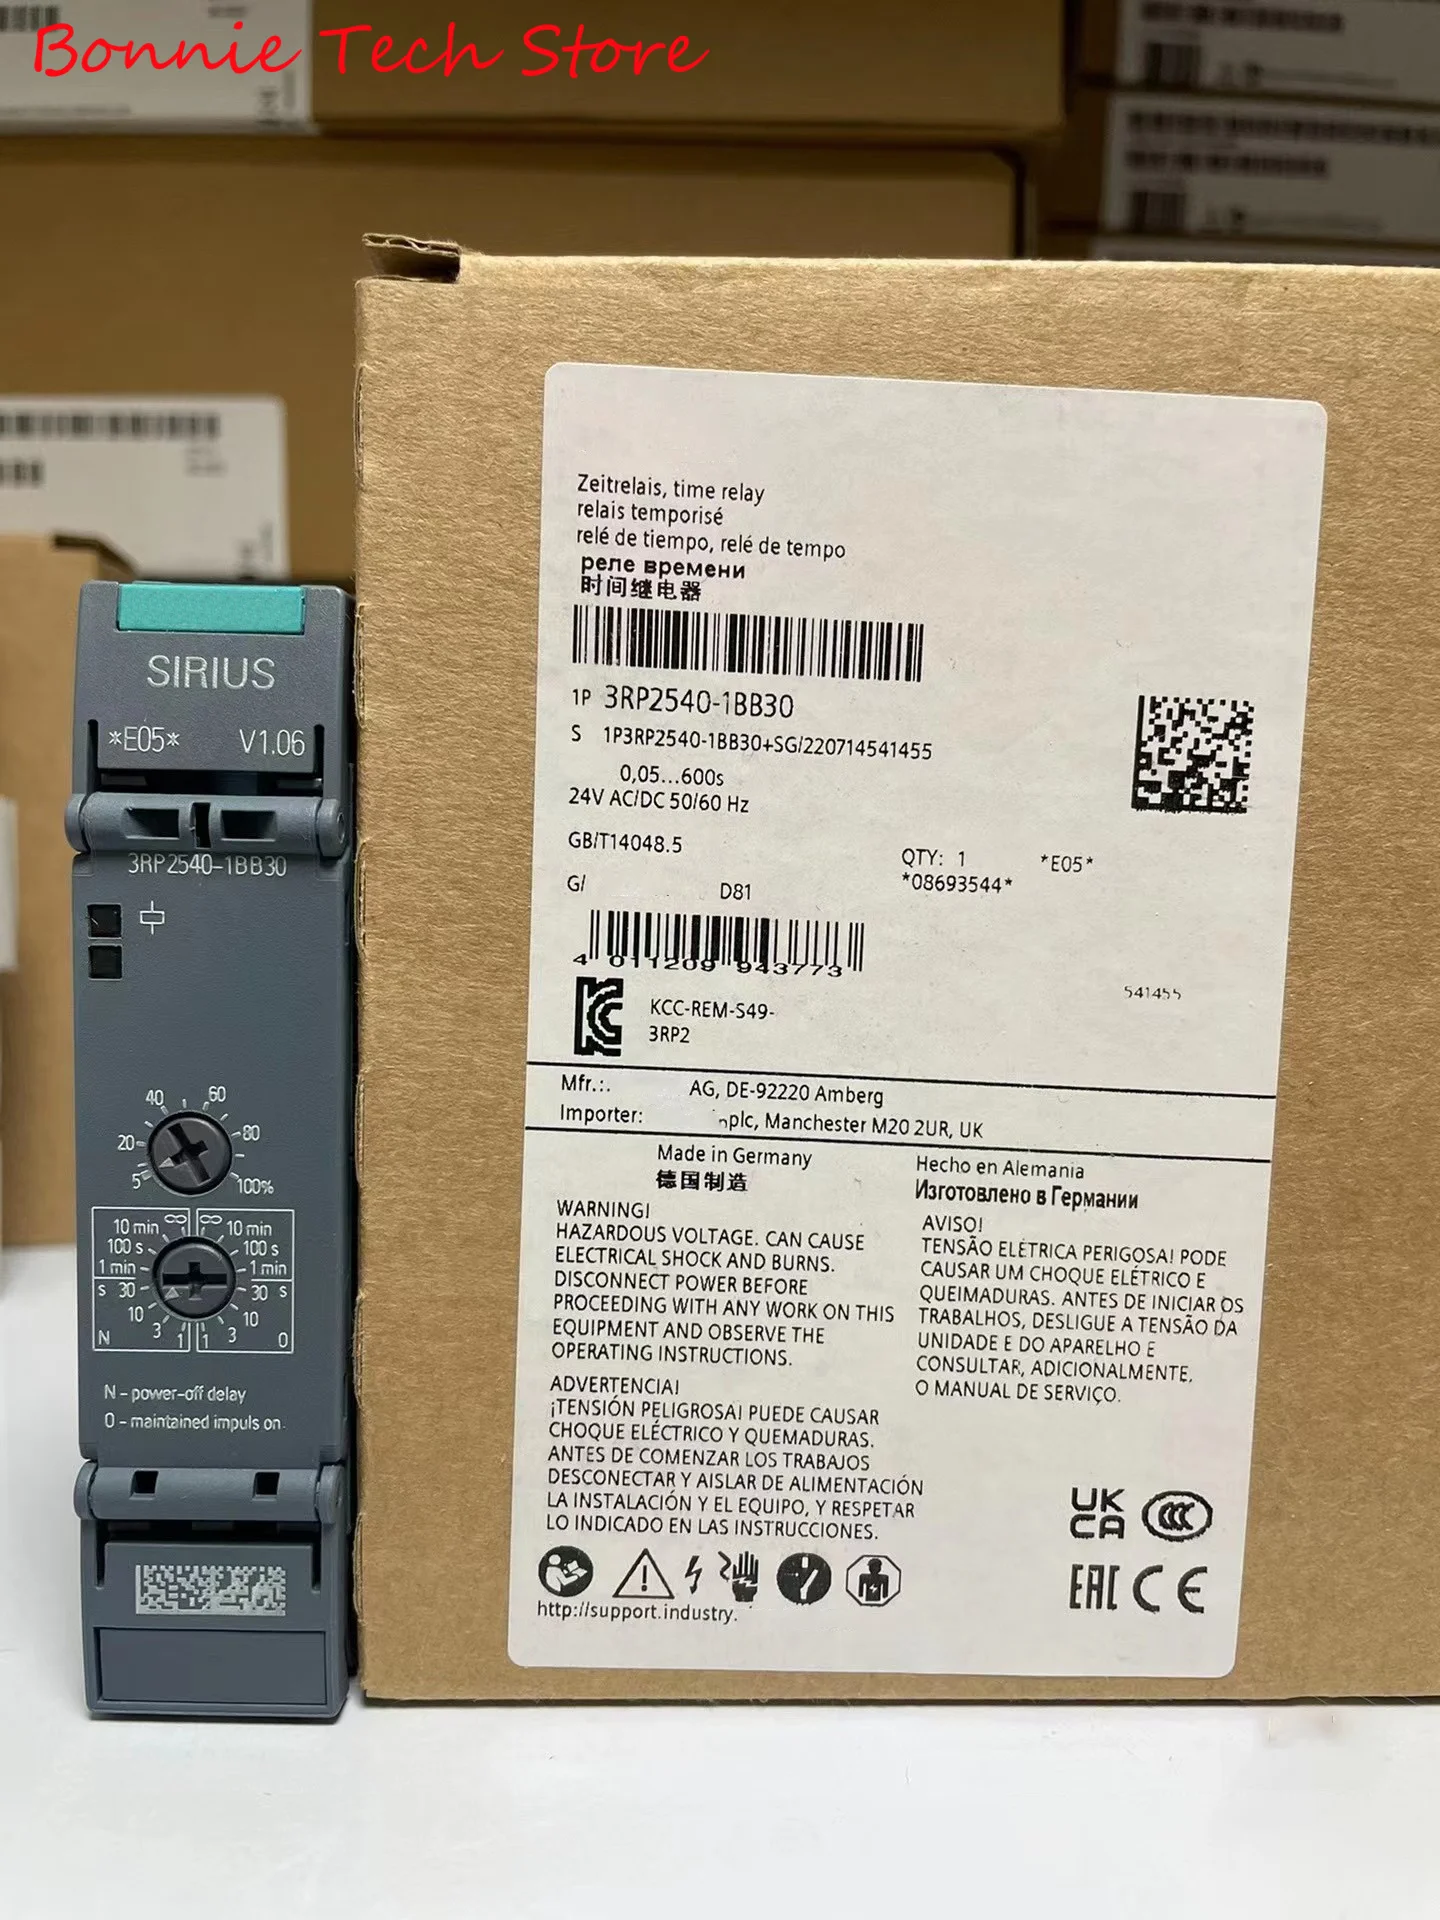 Bonnie Tech Store
SIRIUS
*E05* V1.06
3RP2540-1BB30
40 60
20 80
5 100%
10 min ∞ ∞ 10 min
100 s 100 s
1 min 1 min
s 30 30 s
10 10
3 3
N 1 1 O
N - power-off delay
O - maintained impuls on
Zeitrelais, time relay
relais temporisé
relé de tiempo, relé de tempo
реле времени
时间继电器
1P 3RP2540-1BB30
S 1P3RP2540-1BB30+SG/220714541455
0,05...600s
24V AC/DC 50/60 Hz
GB/T14048.5
QTY: 1 *E05*
*08693544*
G/ D81
4 011209 943773
541455
KCC-REM-S49-
3RP2
Mfr.:. AG, DE-92220 Amberg
Importer: plc, Manchester M20 2UR, UK
Made in Germany
德国制造
Hecho en Alemania
Изготовлено в Германии
WARNING!
HAZARDOUS VOLTAGE. CAN CAUSE
ELECTRICAL SHOCK AND BURNS.
DISCONNECT POWER BEFORE
PROCEEDING WITH ANY WORK ON THIS
EQUIPMENT AND OBSERVE THE
OPERATING INSTRUCTIONS.
AVISO!
TENSÃO ELÉTRICA PERIGOSA! PODE
CAUSAR UM CHOQUE ELÉTRICO E
QUEIMADURAS. ANTES DE INICIAR OS
TRABALHOS, DESLIGUE A TENSÃO DA
UNIDADE E DO APARELHO E
CONSULTAR, ADICIONALMENTE,
O MANUAL DE SERVIÇO.
ADVERTENCIA!
¡TENSIÓN PELIGROSA! PUEDE CAUSAR
CHOQUE ELÉCTRICO Y QUEMADURAS.
ANTES DE COMENZAR LOS TRABAJOS
DESCONECTAR Y AISLAR DE ALIMENTACIÓN
LA INSTALACIÓN Y EL EQUIPO, Y RESPETAR
LO INDICADO EN LAS INSTRUCCIONES.
UK
CA
CCC
EAC CE
http://support.industry.